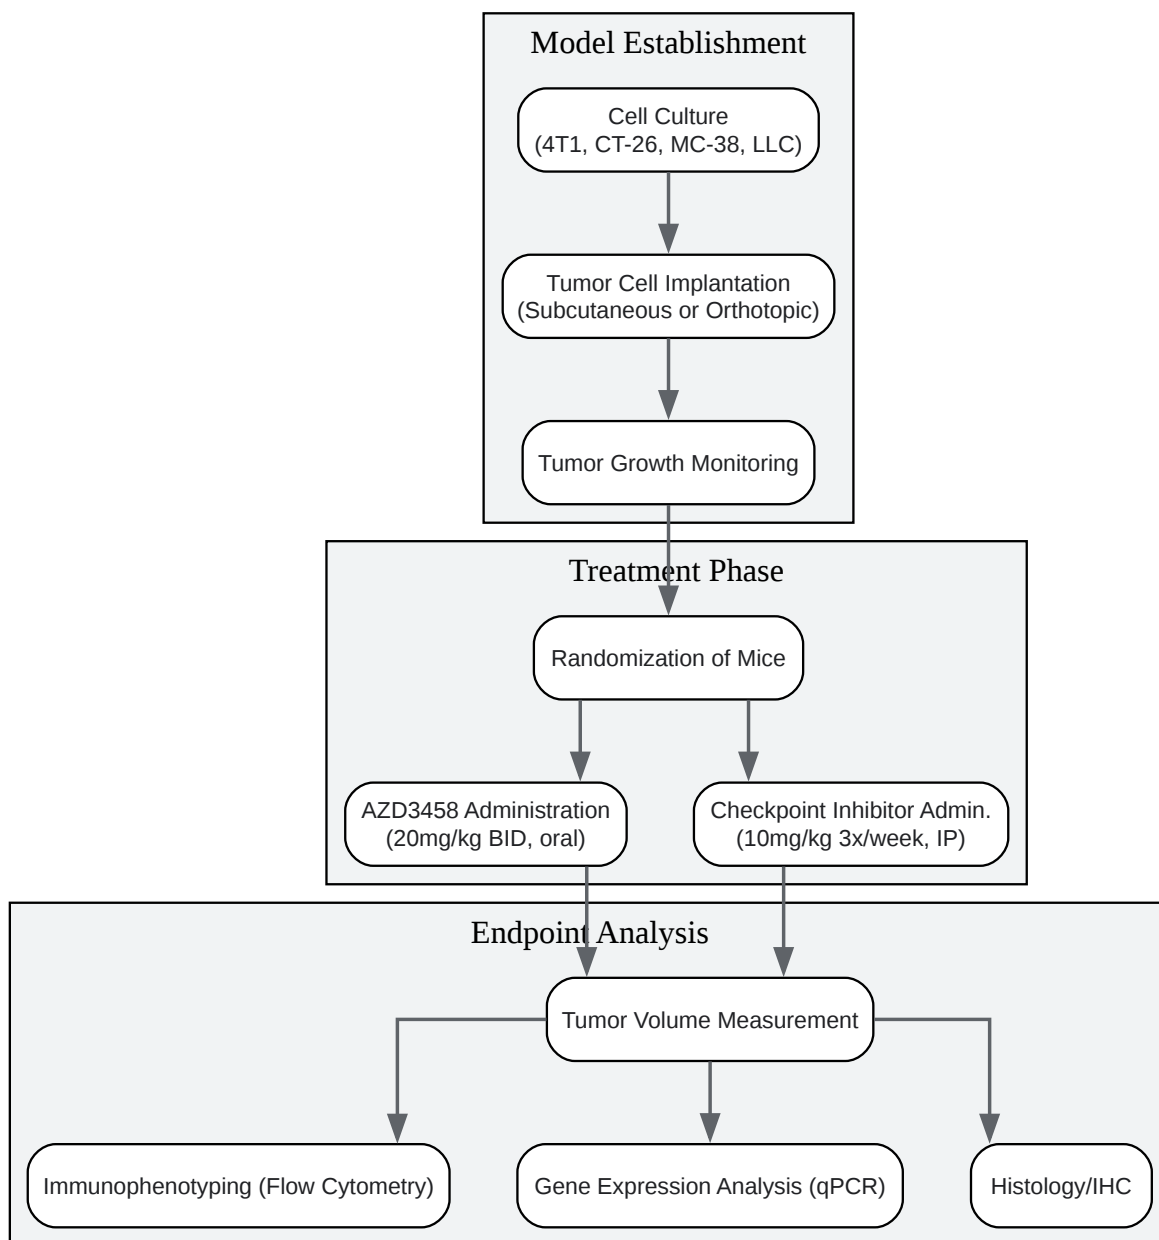 Model Establishment
Cell Culture
(4T1, CT-26, MC-38, LLC)
Tumor Cell Implantation
(Subcutaneous or Orthotopic)
Tumor Growth Monitoring
Treatment Phase
Randomization of Mice
AZD3458 Administration
(20mg/kg BID, oral)
Checkpoint Inhibitor Admin.
(10mg/kg 3x/week, IP)
Endpoint Analysis
Tumor Volume Measurement
Immunophenotyping (Flow Cytometry)
Gene Expression Analysis (qPCR)
Histology/IHC